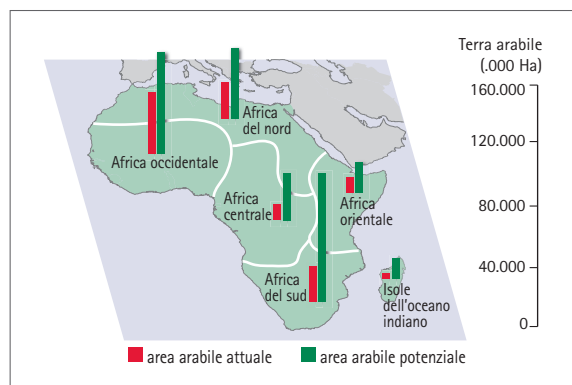 Terra arabile
(.000 Ha)
160.000
120.000
80.000
40.000
0
Africa
del nord
Africa occidentale
Africa
centrale
Africa
orientale
Africa
del sud
Isole
dell'oceano
indiano
area arabile attuale
area arabile potenziale